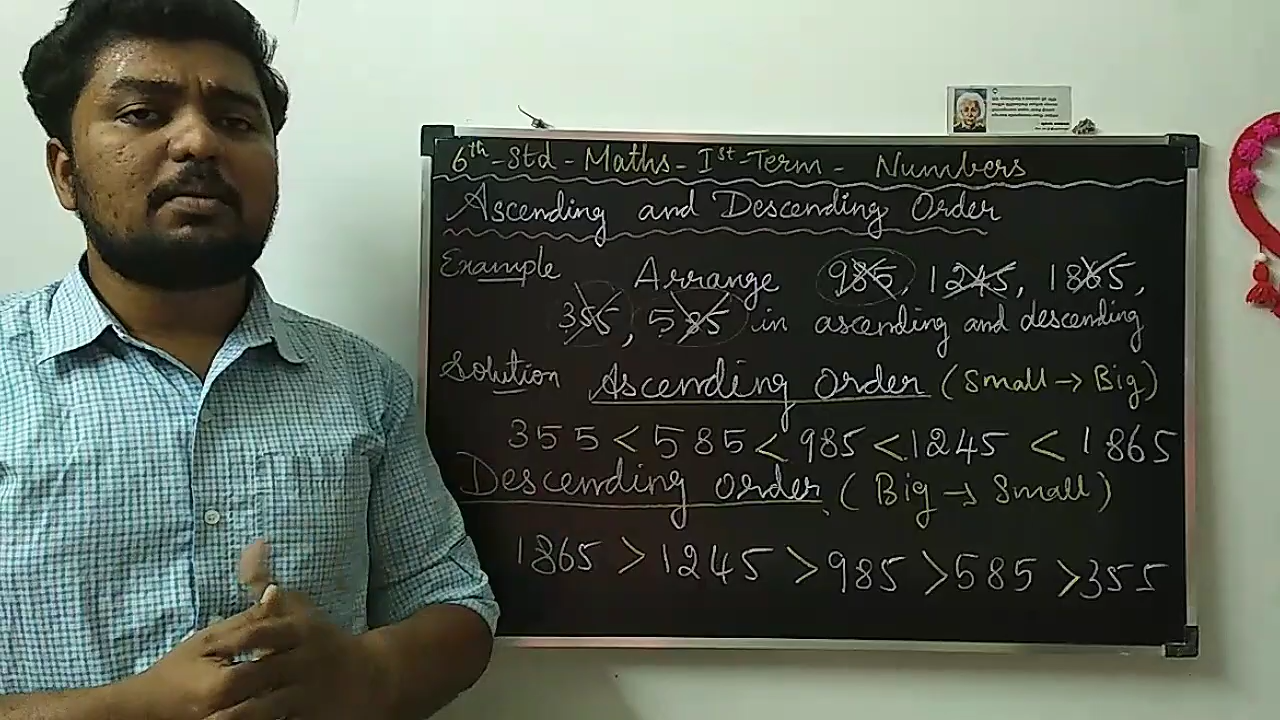 6th-Std-Maths-Ist-Term- Numbers
Ascending and Descending Order
Example Arrange 985, 1245, 1865,
355, 585 in ascending and descending
Solution Ascending order (Small → Big)
355 < 585 < 985 < 1245 < 1865
Descending order (Big → Small)
1865 > 1245 > 985 > 585 > 355